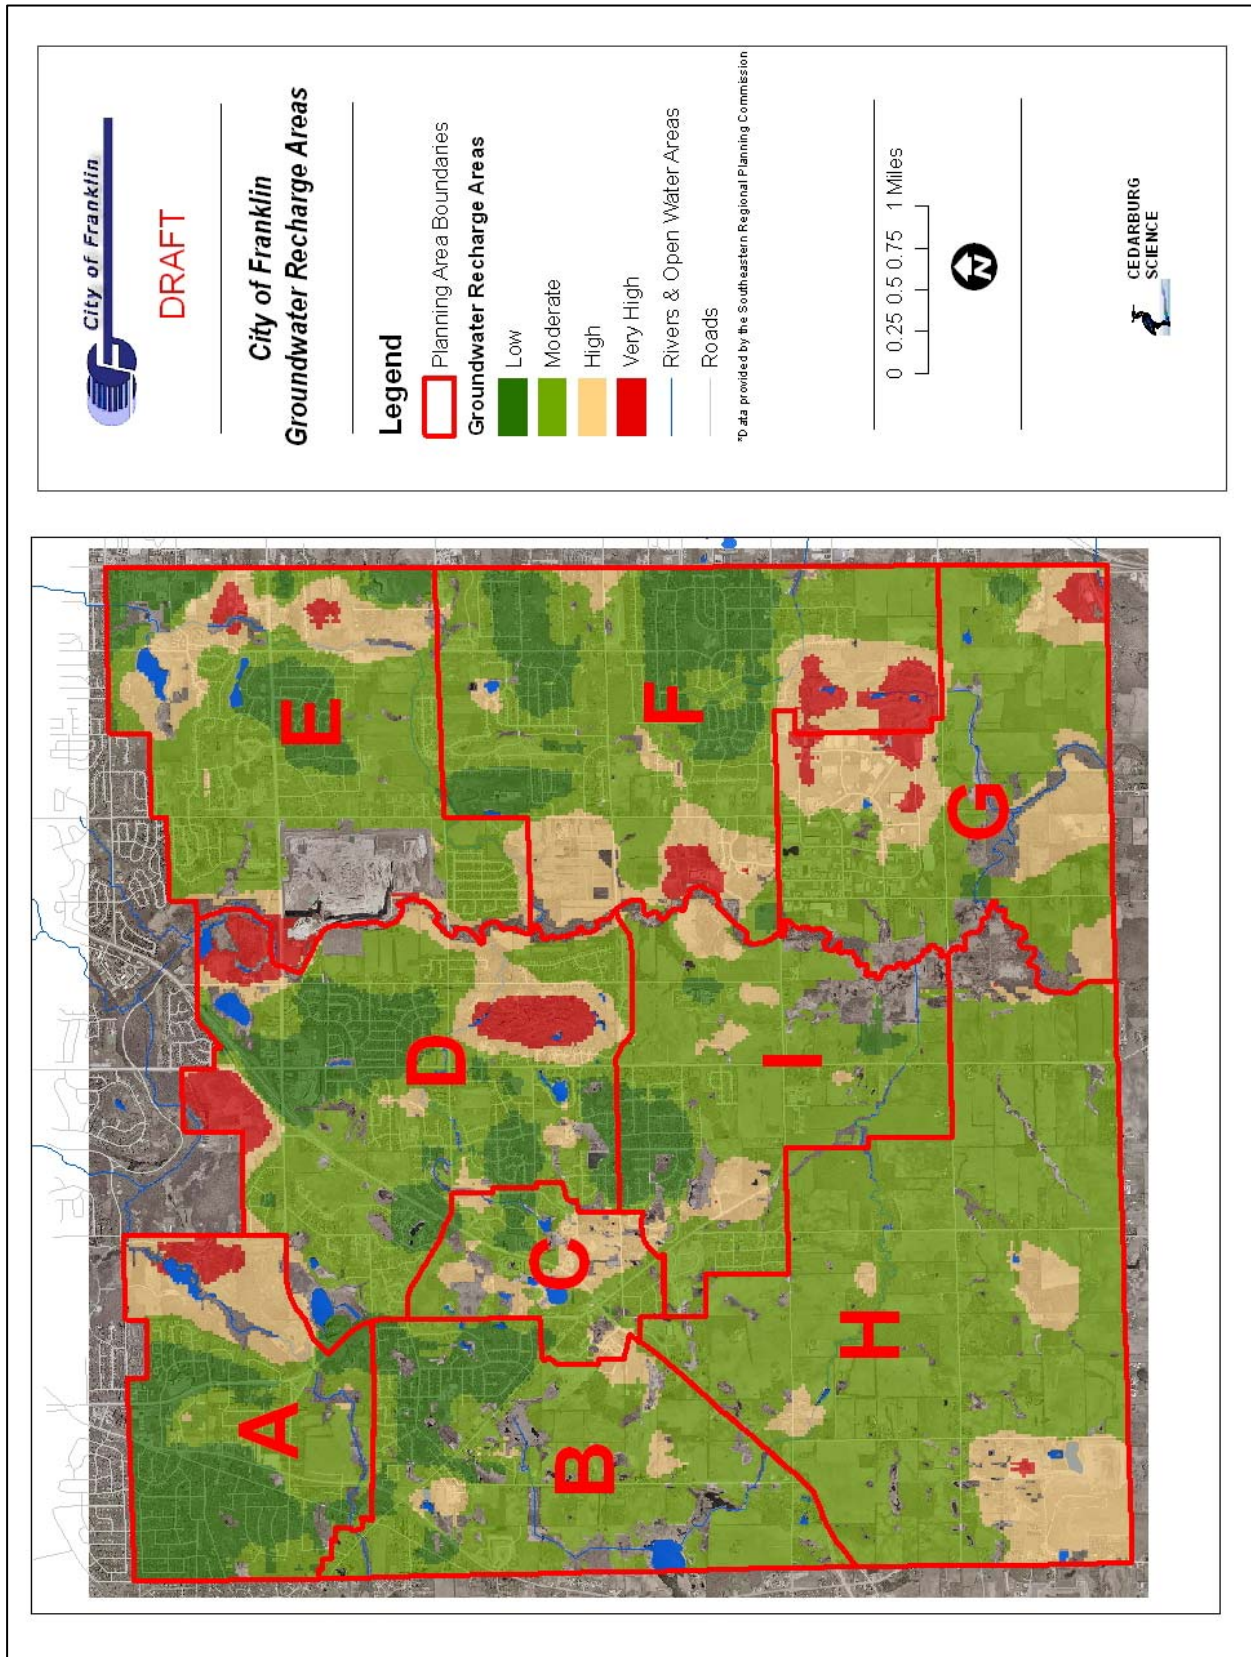 City of Franklin
DRAFT
City of Franklin
Groundwater Recharge Areas
Legend
Planning Area Boundaries
Groundwater Recharge Areas
Low
Moderate
High
Very High
Rivers & Open Water Areas
Roads
*Data provided by the Southeastern Regional Planning Commission
0 0.25 0.5 0.75 1 Miles
N
CEDARBURG
SCIENCE
A
B
C
D
E
F
G
H
I